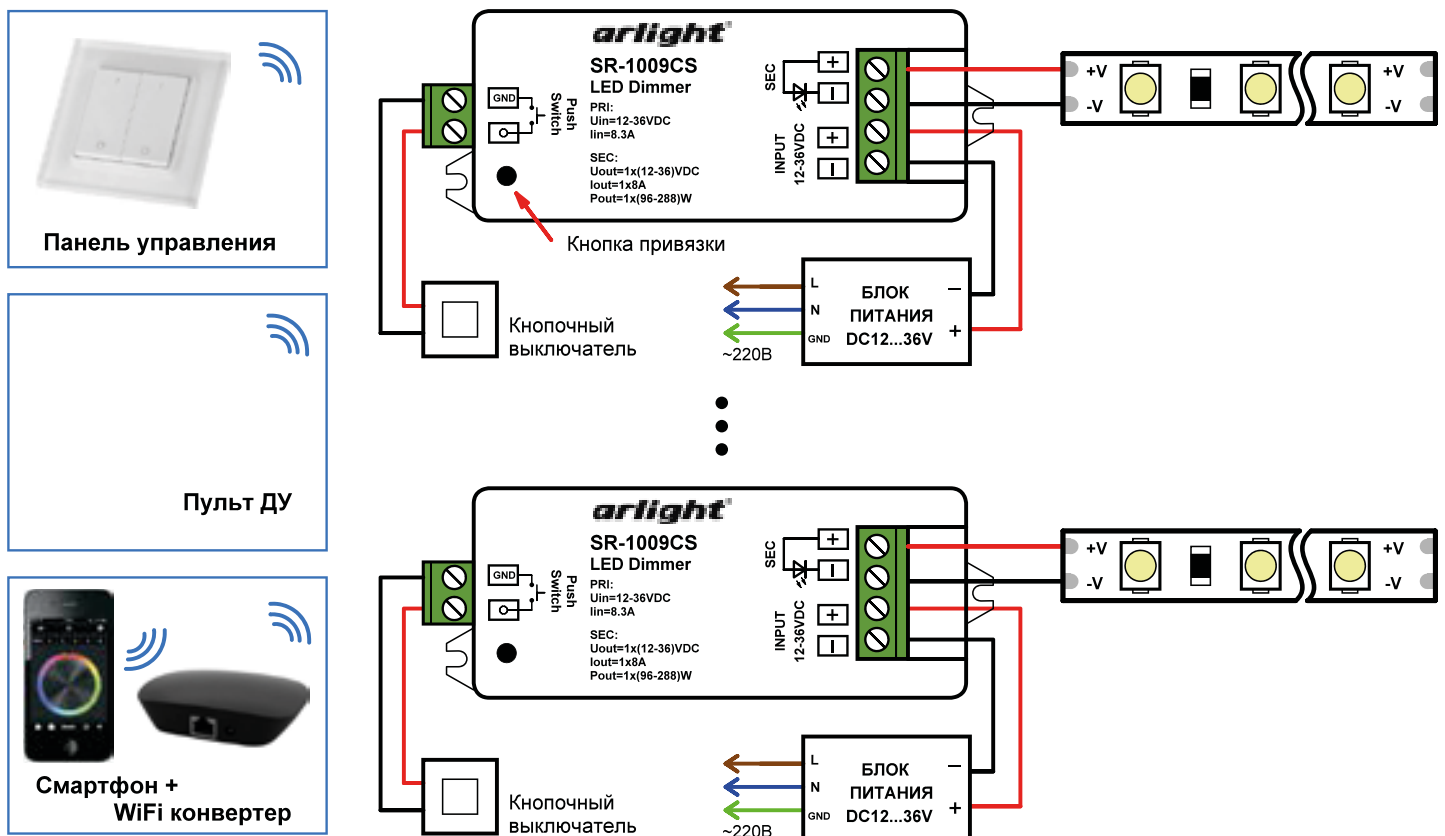 Панель управления
Пульт ДУ
Смартфон +
WiFi конвертер
arlight®
SR-1009CS
LED Dimmer
PRI:
Uin=12-36VDC
Iin=8.3A
SEC:
Uout=1x(12-36)VDC
Iout=1x8A
Pout=1x(96-288)W
GND
Push
Switch
SEC
+
−
INPUT
12-36VDC
+
−
+V
-V
+V
-V
Кнопка привязки
Кнопочный
выключатель
L
N
GND
~220В
БЛОК
ПИТАНИЯ
DC12...36V
−
+
arlight®
SR-1009CS
LED Dimmer
PRI:
Uin=12-36VDC
Iin=8.3A
SEC:
Uout=1x(12-36)VDC
Iout=1x8A
Pout=1x(96-288)W
GND
Push
Switch
SEC
+
−
INPUT
12-36VDC
+
−
+V
-V
+V
-V
Кнопочный
выключатель
L
N
GND
~220В
БЛОК
ПИТАНИЯ
DC12...36V
−
+